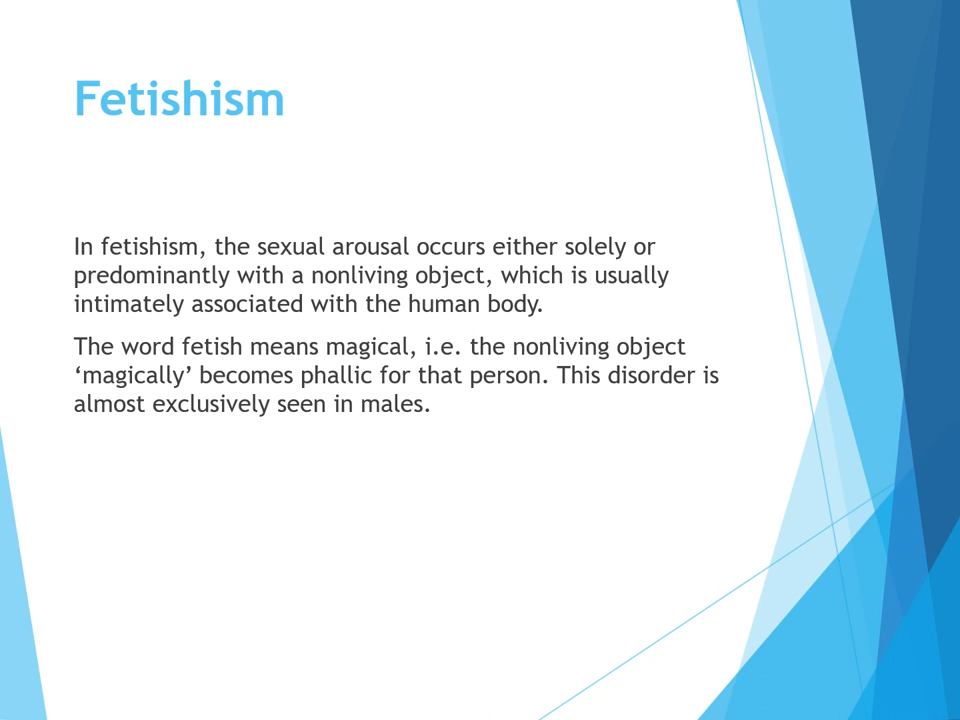 Fetishism
In fetishism, the sexual arousal occurs either solely or
predominantly with a nonliving object, which is usually
intimately associated with the human body.
The word fetish means magical, i.e. the nonliving object
‘magically’ becomes phallic for that person. This disorder is
almost exclusively seen in males.